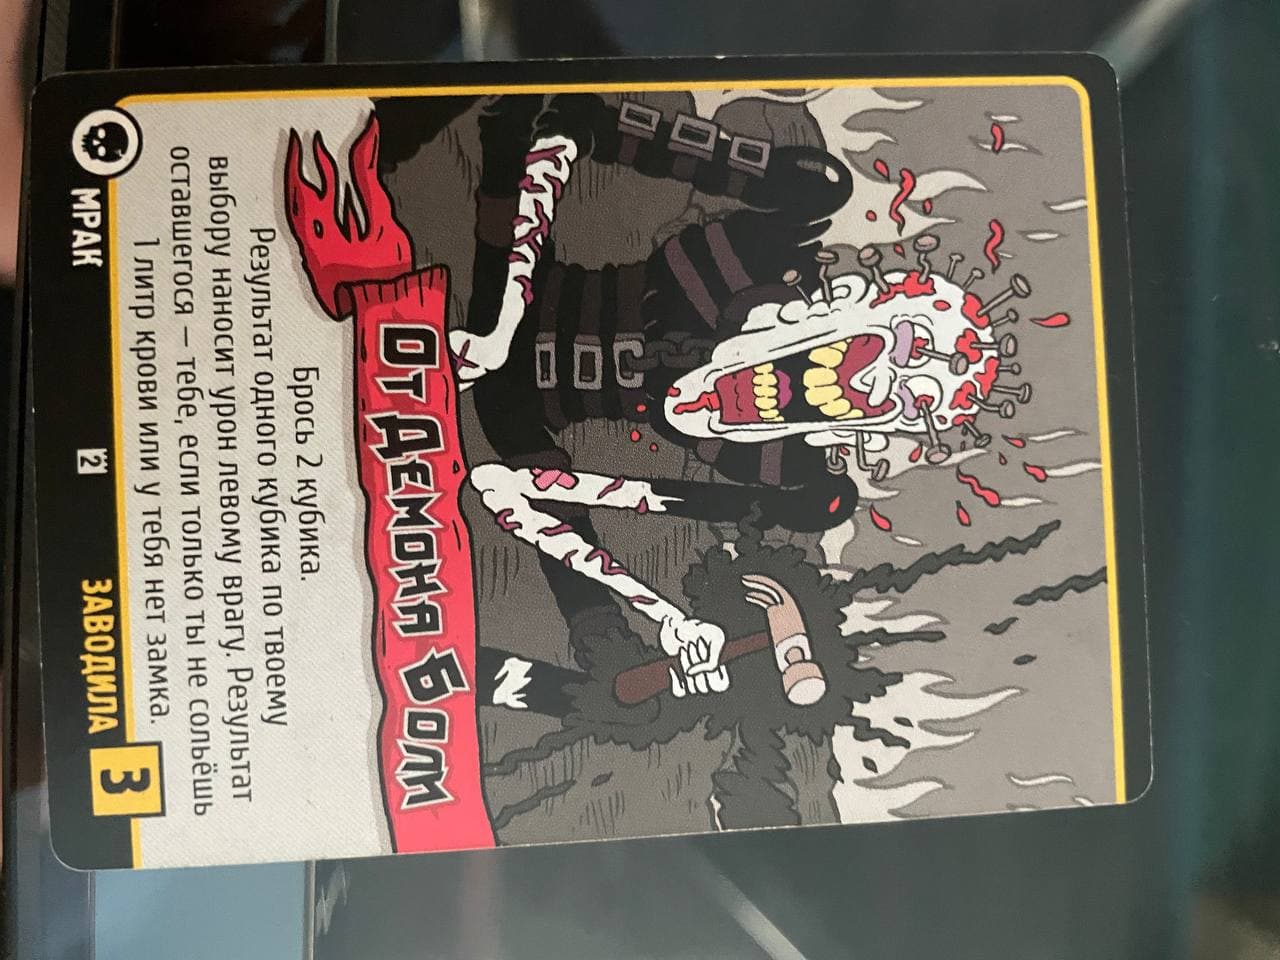 От Демона Боли
Брось 2 кубика.
Результат одного кубика по твоему
выбору наносит урон левому врагу. Результат
оставшегося — тебе, если только ты не сольёшь
1 литр крови или у тебя нет замка.
МРАК
2
ЗАВОДИЛА
3